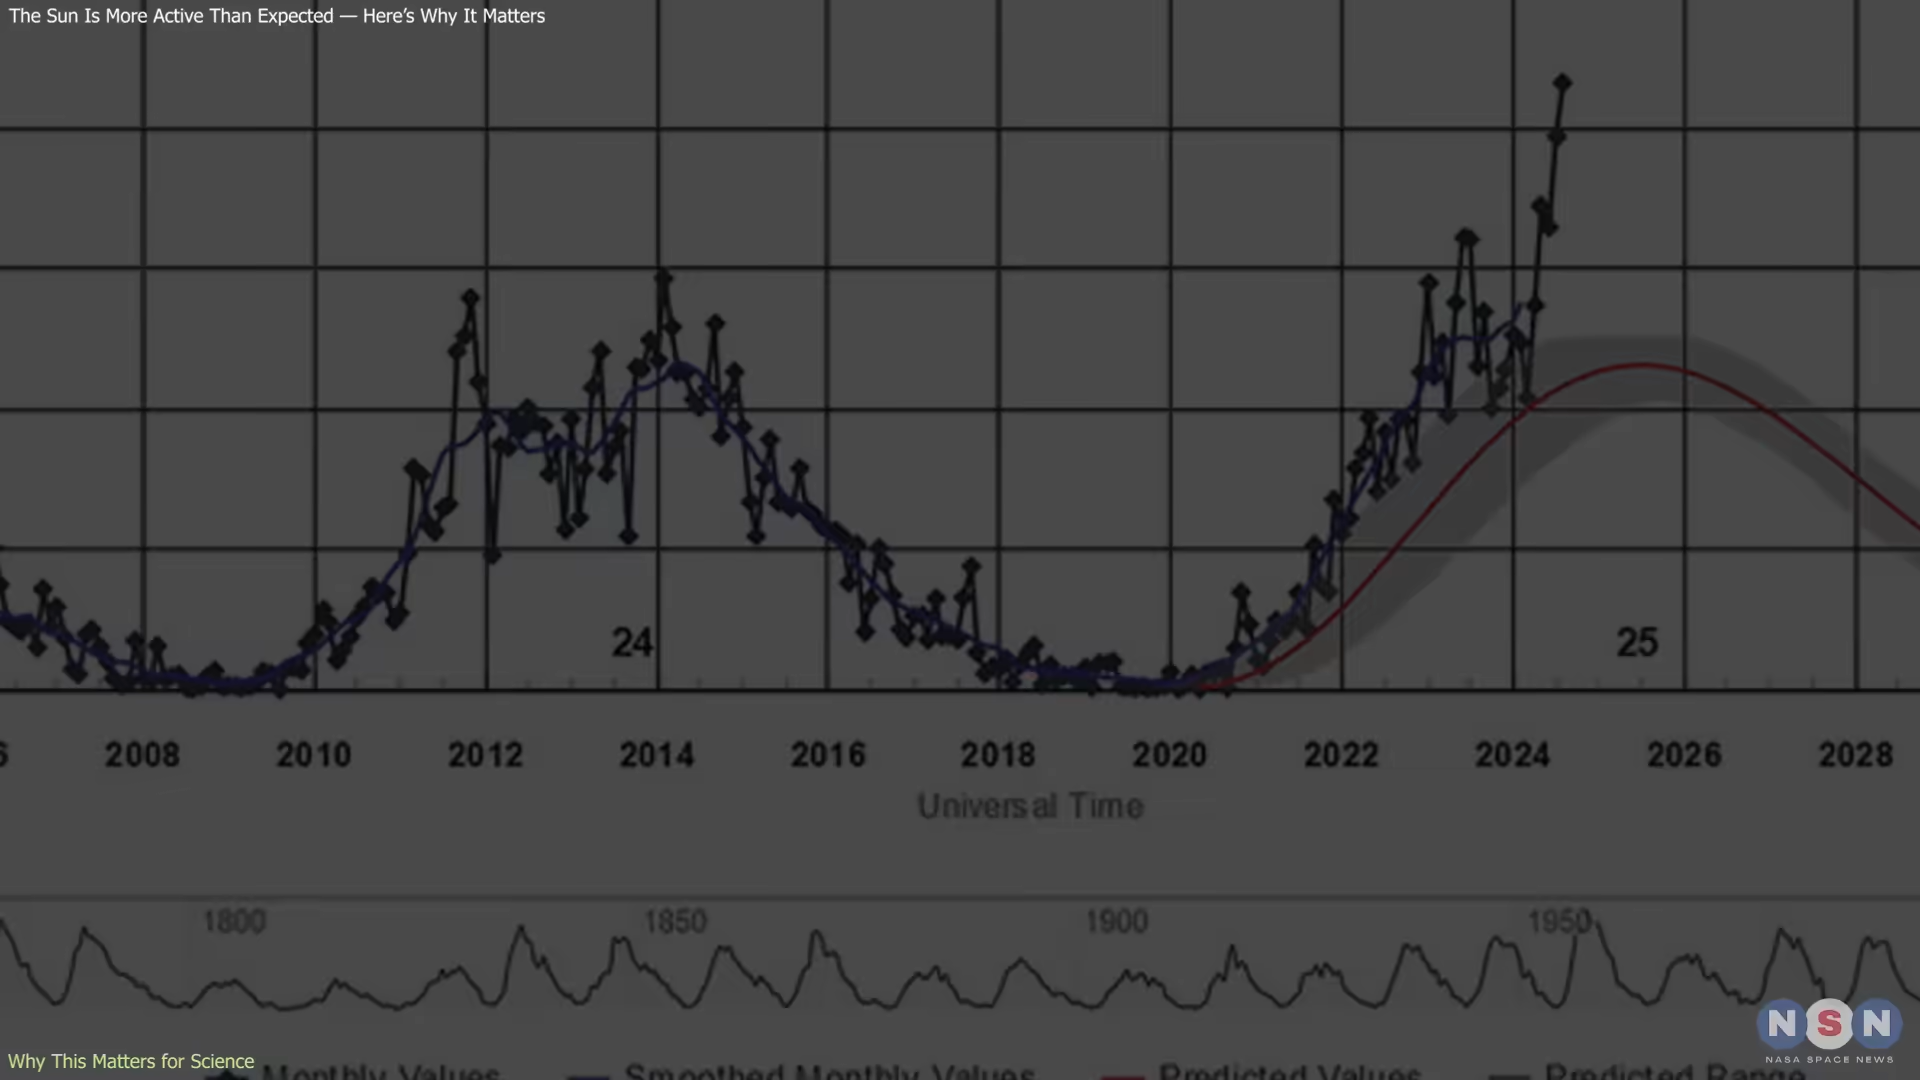 The Sun Is More Active Than Expected — Here's Why It Matters
24
25
2008 2010 2012 2014 2016 2018 2020 2022 2024 2026 2028
Universal Time
1800 1850 1900 1950
NSN
NASA SPACE NEWS
Why This Matters for Science
Monthly Values Smoothed Monthly Values Predicted Values Predicted Range